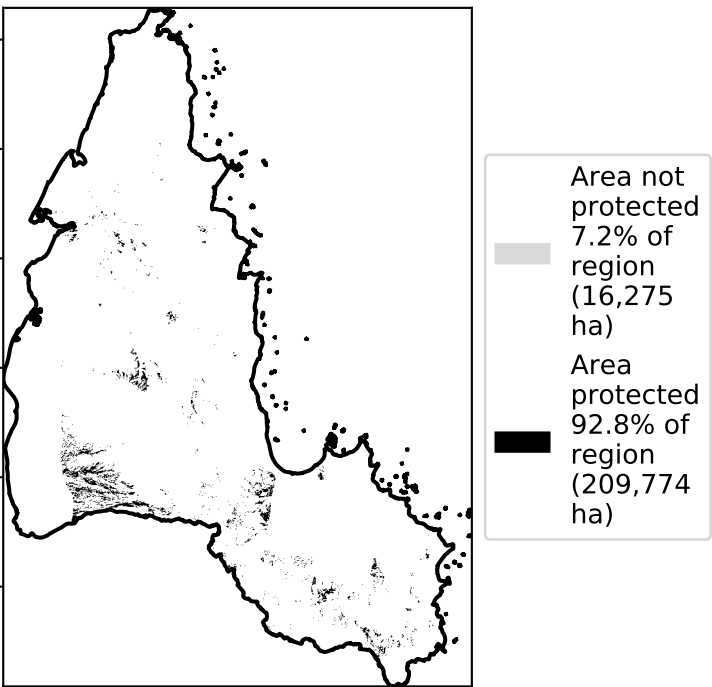 Area not
protected
7.2% of
region
(16,275
ha)
Area
protected
92.8% of
region
(209,774
ha)